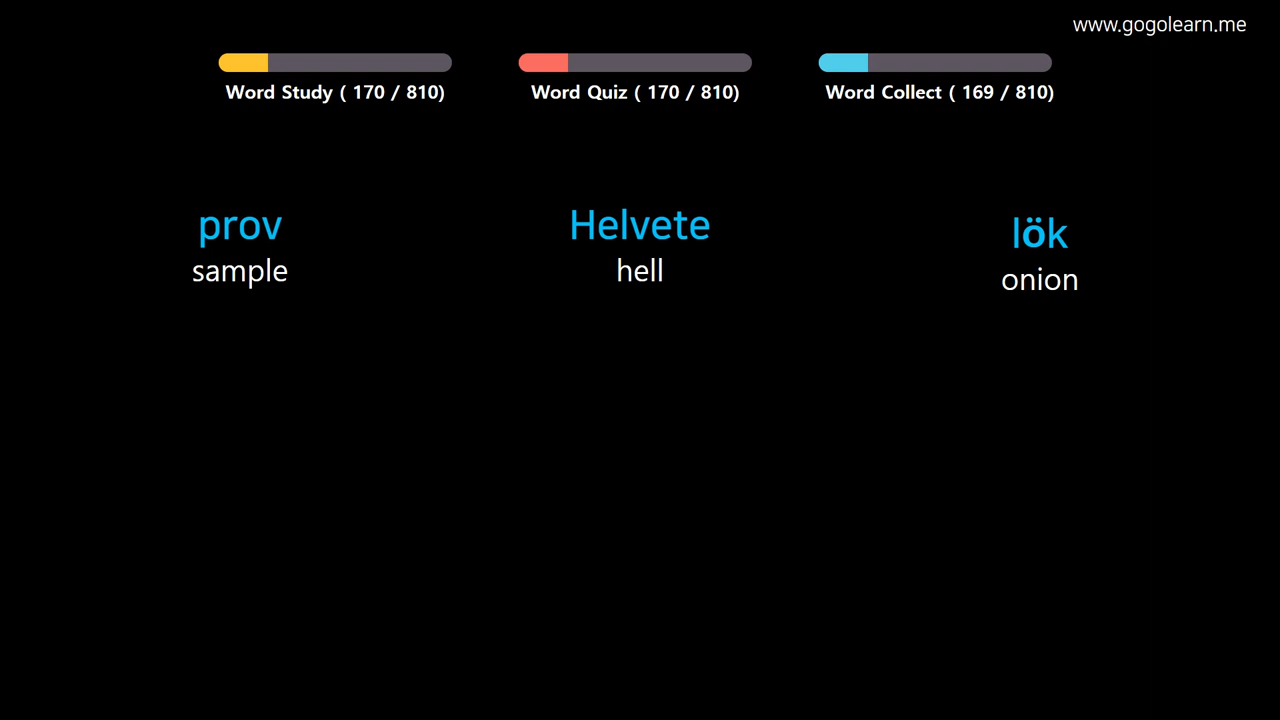 www.gogolearn.me
Word Study ( 170 / 810)
Word Quiz ( 170 / 810)
Word Collect ( 169 / 810)
prov
sample
Helvete
hell
lök
onion